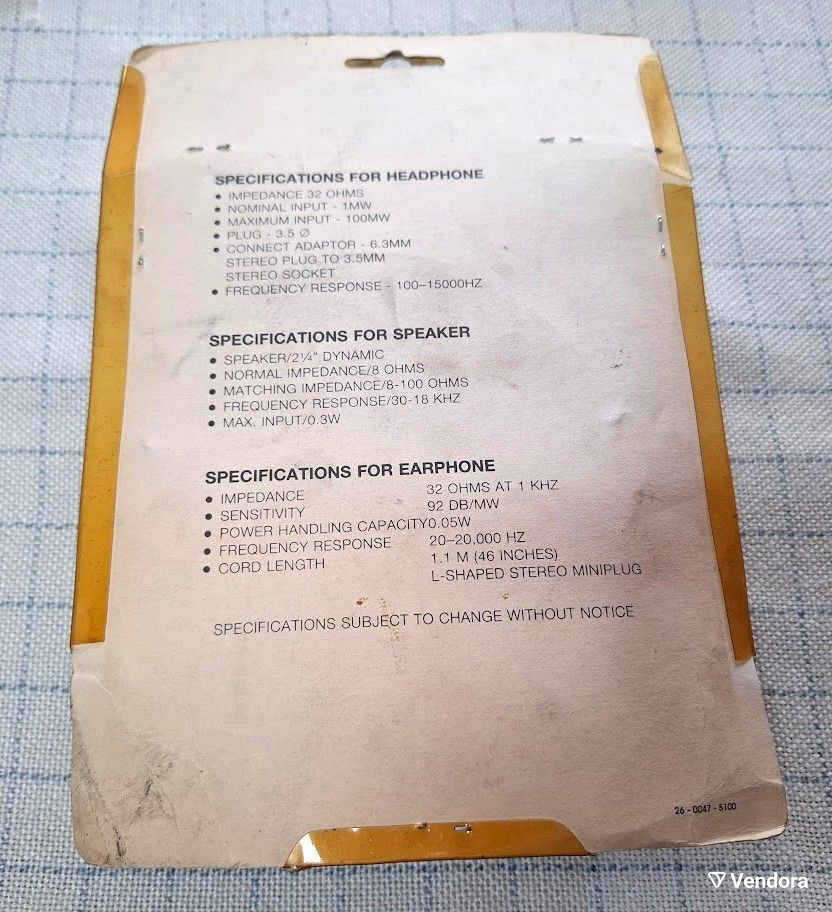 SPECIFICATIONS FOR HEADPHONE
• IMPEDANCE 32 OHMS
• NOMINAL INPUT - 1MW
• MAXIMUM INPUT - 100MW
• PLUG - 3.5 Ø
• CONNECT ADAPTOR - 6.3MM
STEREO PLUG TO 3.5MM
STEREO SOCKET
• FREQUENCY RESPONSE - 100–15000HZ
SPECIFICATIONS FOR SPEAKER
• SPEAKER/2¼" DYNAMIC
• NORMAL IMPEDANCE/8 OHMS
• MATCHING IMPEDANCE/8-100 OHMS
• FREQUENCY RESPONSE/30-18 KHZ
• MAX. INPUT/0.3W
SPECIFICATIONS FOR EARPHONE
• IMPEDANCE 32 OHMS AT 1 KHZ
• SENSITIVITY 92 DB/MW
• POWER HANDLING CAPACITY 0.05W
• FREQUENCY RESPONSE 20–20,000 HZ
• CORD LENGTH 1.1 M (46 INCHES)
L-SHAPED STEREO MINIPLUG
SPECIFICATIONS SUBJECT TO CHANGE WITHOUT NOTICE
26 - 0047 - 5100
Vendora